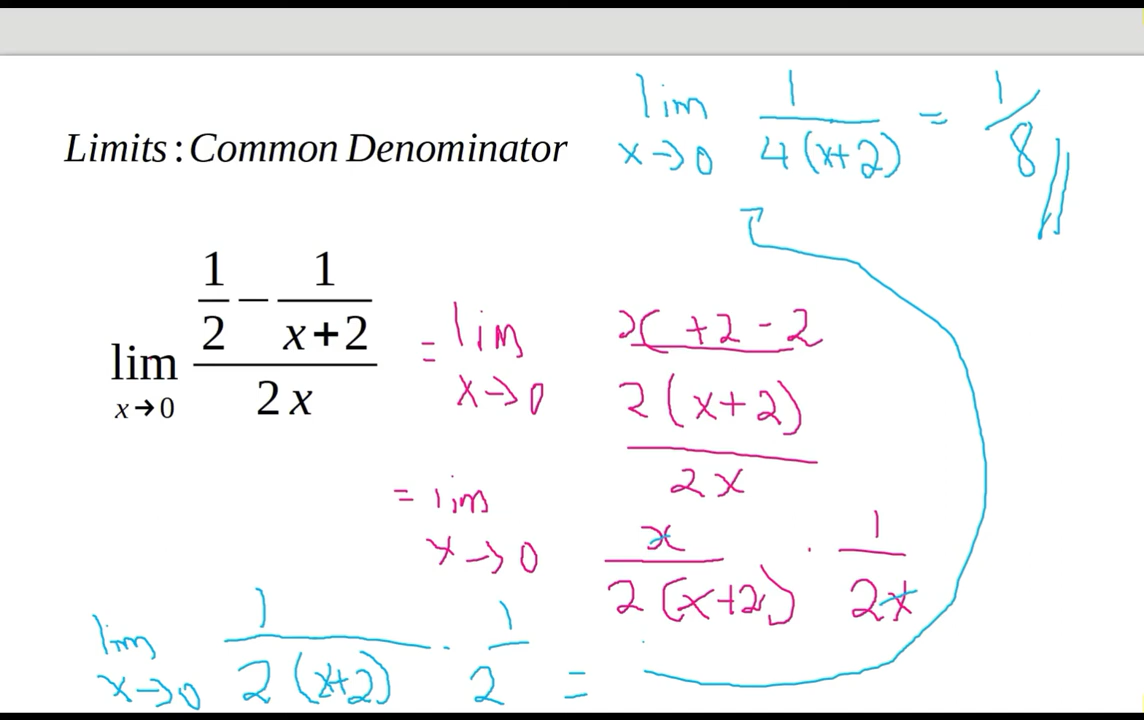 Limits : Common Denominator
lim x→0 (1/2 − 1/(x+2)) / (2x)
= lim x→0 ((x+2-2) / (2(x+2))) / (2x)
= lim x→0 x/(2(x+2)) · 1/(2x)
lim x→0 1/(2(x+2)) · 1/2 =
lim x→0 1/(4(x+2)) = 1/8